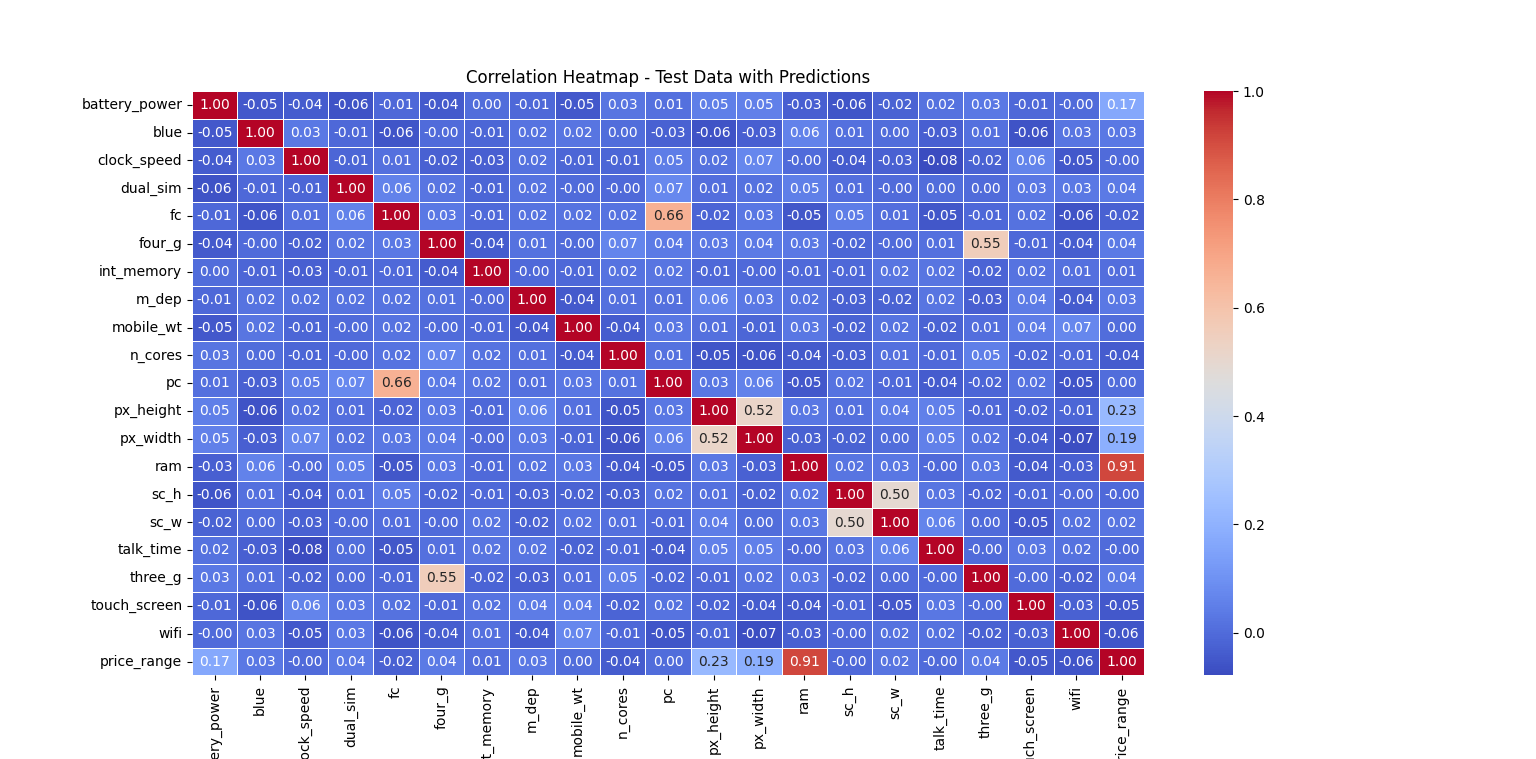 Correlation Heatmap - Test Data with Predictions
battery_power 1.00 -0.05 -0.04 -0.06 -0.01 -0.04 0.00 -0.01 -0.05 0.03 0.01 0.05 0.05 -0.03 -0.06 -0.02 0.02 0.03 -0.01 -0.00 0.17
blue -0.05 1.00 0.03 -0.01 -0.06 -0.00 -0.01 0.02 0.02 0.00 -0.03 -0.06 -0.03 0.06 0.01 0.00 -0.03 0.01 -0.06 0.03 0.03
clock_speed -0.04 0.03 1.00 -0.01 0.01 -0.02 -0.03 0.02 -0.01 -0.01 0.05 0.02 0.07 -0.00 -0.04 -0.03 -0.08 -0.02 0.06 -0.05 -0.00
dual_sim -0.06 -0.01 -0.01 1.00 0.06 0.02 -0.01 0.02 -0.00 -0.00 0.07 0.01 0.02 0.05 0.01 -0.00 0.00 0.00 0.03 0.03 0.04
fc -0.01 -0.06 0.01 0.06 1.00 0.03 -0.01 0.02 0.02 0.02 0.66 -0.02 0.03 -0.05 0.05 0.01 -0.05 -0.01 0.02 -0.06 -0.02
four_g -0.04 -0.00 -0.02 0.02 0.03 1.00 -0.04 0.01 -0.00 0.07 0.04 0.03 0.04 0.03 -0.02 -0.00 0.01 0.55 -0.01 -0.04 0.04
int_memory 0.00 -0.01 -0.03 -0.01 -0.01 -0.04 1.00 -0.00 -0.01 0.02 0.02 -0.01 -0.00 -0.01 -0.01 0.02 0.02 -0.02 0.02 0.01 0.01
m_dep -0.01 0.02 0.02 0.02 0.02 0.01 -0.00 1.00 -0.04 0.01 0.01 0.06 0.03 0.02 -0.03 -0.02 0.02 -0.03 0.04 -0.04 0.03
mobile_wt -0.05 0.02 -0.01 -0.00 0.02 -0.00 -0.01 -0.04 1.00 -0.04 0.03 0.01 -0.01 0.03 -0.02 0.02 -0.02 0.01 0.04 0.07 0.00
n_cores 0.03 0.00 -0.01 -0.00 0.02 0.07 0.02 0.01 -0.04 1.00 0.01 -0.05 -0.06 -0.04 -0.03 0.01 -0.01 0.05 -0.02 -0.01 -0.04
pc 0.01 -0.03 0.05 0.07 0.66 0.04 0.02 0.01 0.03 0.01 1.00 0.03 0.06 -0.05 0.02 -0.01 -0.04 -0.02 0.02 -0.05 0.00
px_height 0.05 -0.06 0.02 0.01 -0.02 0.03 -0.01 0.06 0.01 -0.05 0.03 1.00 0.52 0.03 0.01 0.04 0.05 -0.01 -0.02 -0.01 0.23
px_width 0.05 -0.03 0.07 0.02 0.03 0.04 -0.00 0.03 -0.01 -0.06 0.06 0.52 1.00 -0.03 -0.02 0.00 0.05 0.02 -0.04 -0.07 0.19
ram -0.03 0.06 -0.00 0.05 -0.05 0.03 -0.01 0.02 0.03 -0.04 -0.05 0.03 -0.03 1.00 0.02 0.03 -0.00 0.03 -0.04 -0.03 0.91
sc_h -0.06 0.01 -0.04 0.01 0.05 -0.02 -0.01 -0.03 -0.02 -0.03 0.02 0.01 -0.02 0.02 1.00 0.50 0.03 -0.02 -0.01 -0.00 -0.00
sc_w -0.02 0.00 -0.03 -0.00 0.01 -0.00 0.02 -0.02 0.02 0.01 -0.01 0.04 0.00 0.03 0.50 1.00 0.06 0.00 -0.05 0.02 0.02
talk_time 0.02 -0.03 -0.08 0.00 -0.05 0.01 0.02 0.02 -0.02 -0.01 -0.04 0.05 0.05 -0.00 0.03 0.06 1.00 -0.00 0.03 0.02 -0.00
three_g 0.03 0.01 -0.02 0.00 -0.01 0.55 -0.02 -0.03 0.01 0.05 -0.02 -0.01 0.02 0.03 -0.02 0.00 -0.00 1.00 -0.00 -0.02 0.04
touch_screen -0.01 -0.06 0.06 0.03 0.02 -0.01 0.02 0.04 0.04 -0.02 0.02 -0.02 -0.04 -0.04 -0.01 -0.05 0.03 -0.00 1.00 -0.03 -0.05
wifi -0.00 0.03 -0.05 0.03 -0.06 -0.04 0.01 -0.04 0.07 -0.01 -0.05 -0.01 -0.07 -0.03 -0.00 0.02 0.02 -0.02 -0.03 1.00 -0.06
price_range 0.17 0.03 -0.00 0.04 -0.02 0.04 0.01 0.03 0.00 -0.04 0.00 0.23 0.19 0.91 -0.00 0.02 -0.00 0.04 -0.05 -0.06 1.00
ery_power blue ock_speed dual_sim fc four_g t_memory m_dep mobile_wt n_cores pc px_height px_width ram sc_h sc_w talk_time three_g uch_screen wifi rice_range
1.0
0.8
0.6
0.4
0.2
0.0